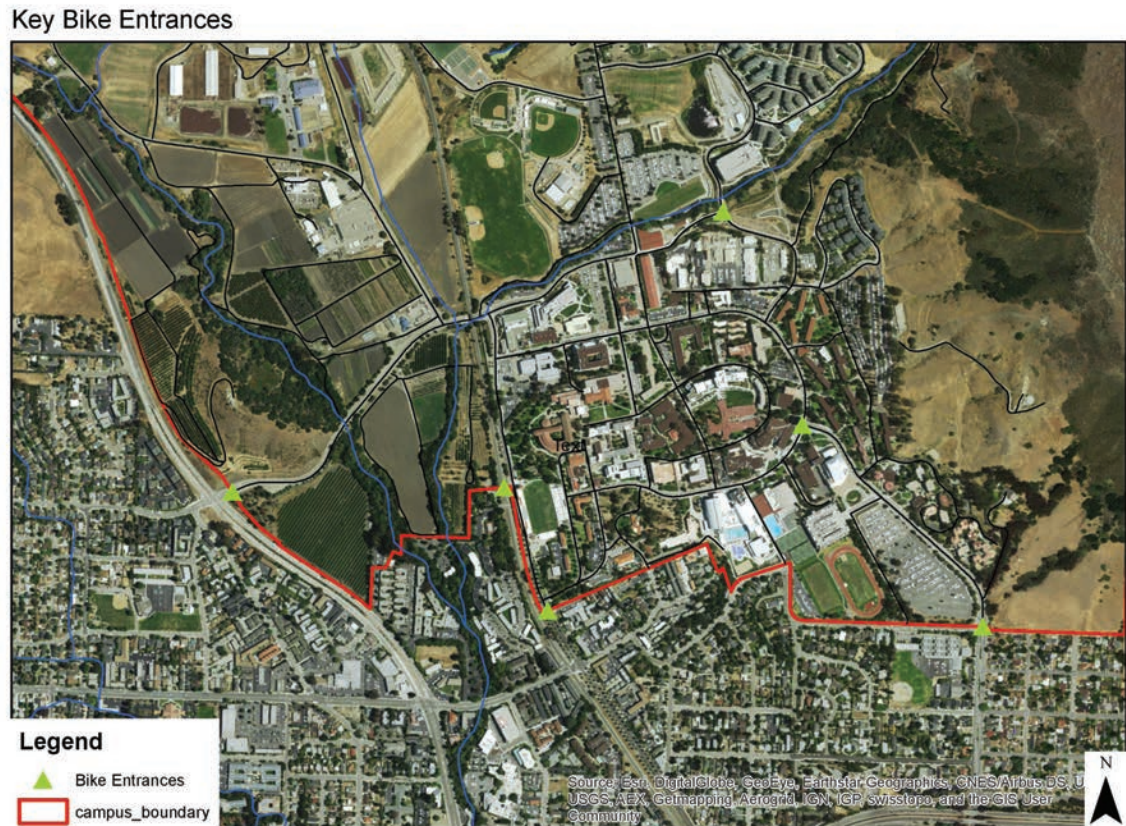 Key Bike Entrances
Text
Legend
Bike Entrances
campus_boundary
N
Source: Esri, DigitalGlobe, GeoEye, Earthstar Geographics, CNES/Airbus DS, U
USGS, AEX, Getmapping, Aerogrid, IGN, IGP, swisstopo, and the GIS User
Community